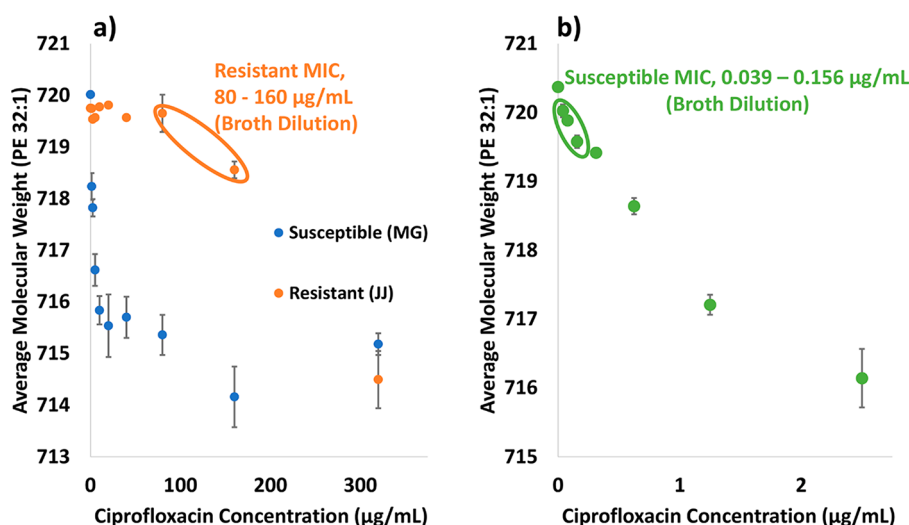 a)
Average Molecular Weight (PE 32:1)
721
720
719
718
717
716
715
714
713
Resistant MIC,
80 - 160 µg/mL
(Broth Dilution)
Susceptible (MG)
Resistant (JJ)
0
100
200
300
Ciprofloxacin Concentration (µg/mL)
b)
Average Molecular Weight (PE 32:1)
721
720
719
718
717
716
715
Susceptible MIC, 0.039 – 0.156 µg/mL
(Broth Dilution)
0
1
2
Ciprofloxacin Concentration (µg/mL)